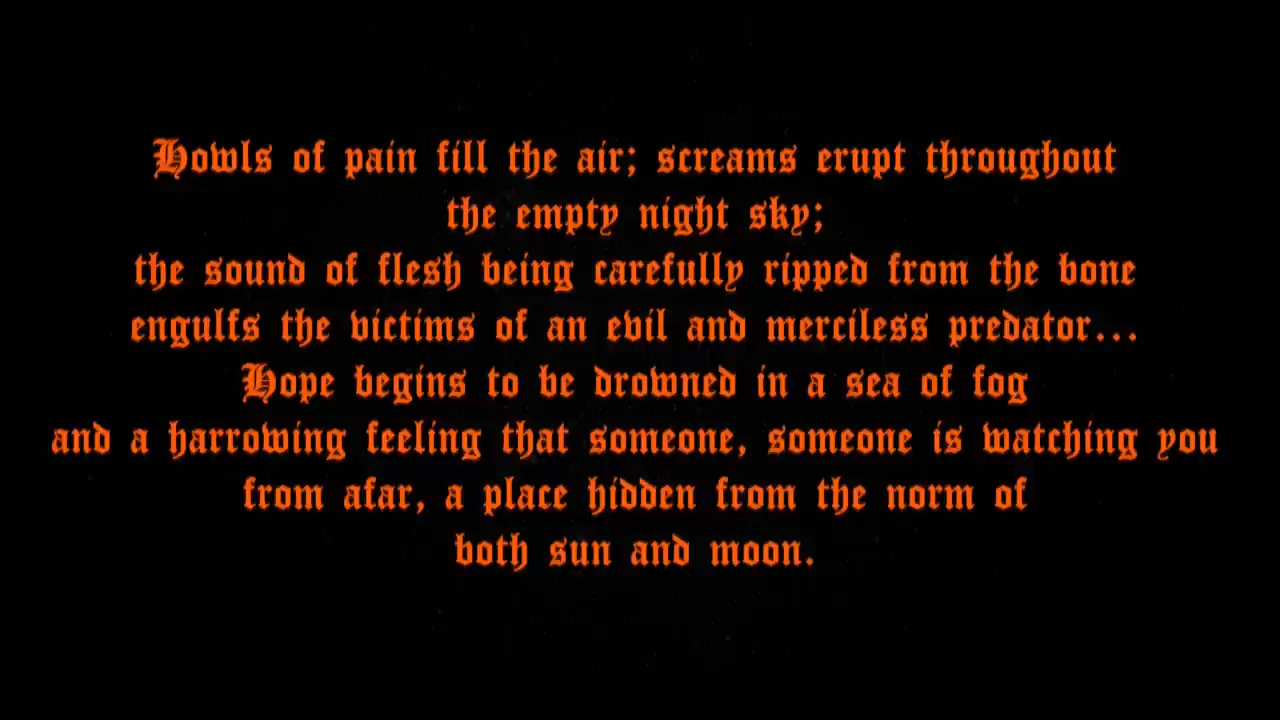 Howls of pain fill the air; screams erupt throughout
the empty night sky;
the sound of flesh being carefully ripped from the bone
engulfs the victims of an evil and merciless predator...
Hope begins to be drowned in a sea of fog
and a harrowing feeling that someone, someone is watching you
from afar, a place hidden from the norm of
both sun and moon.